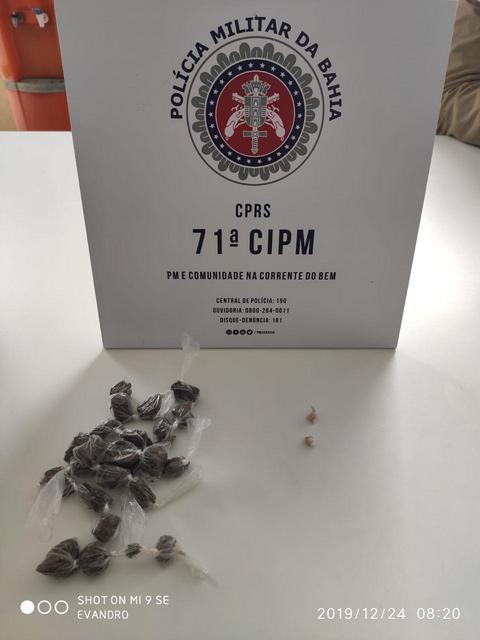 POLÍCIA MILITAR DA BAHIA
CPRS
71ª CIPM
PM E COMUNIDADE NA CORRENTE DO BEM
CENTRAL DE POLÍCIA: 190
OUVIDORIA: 0800-284-0011
DISQUE-DENÚNCIA: 181
SHOT ON MI 9 SE
EVANDRO
2019/12/24 08:20